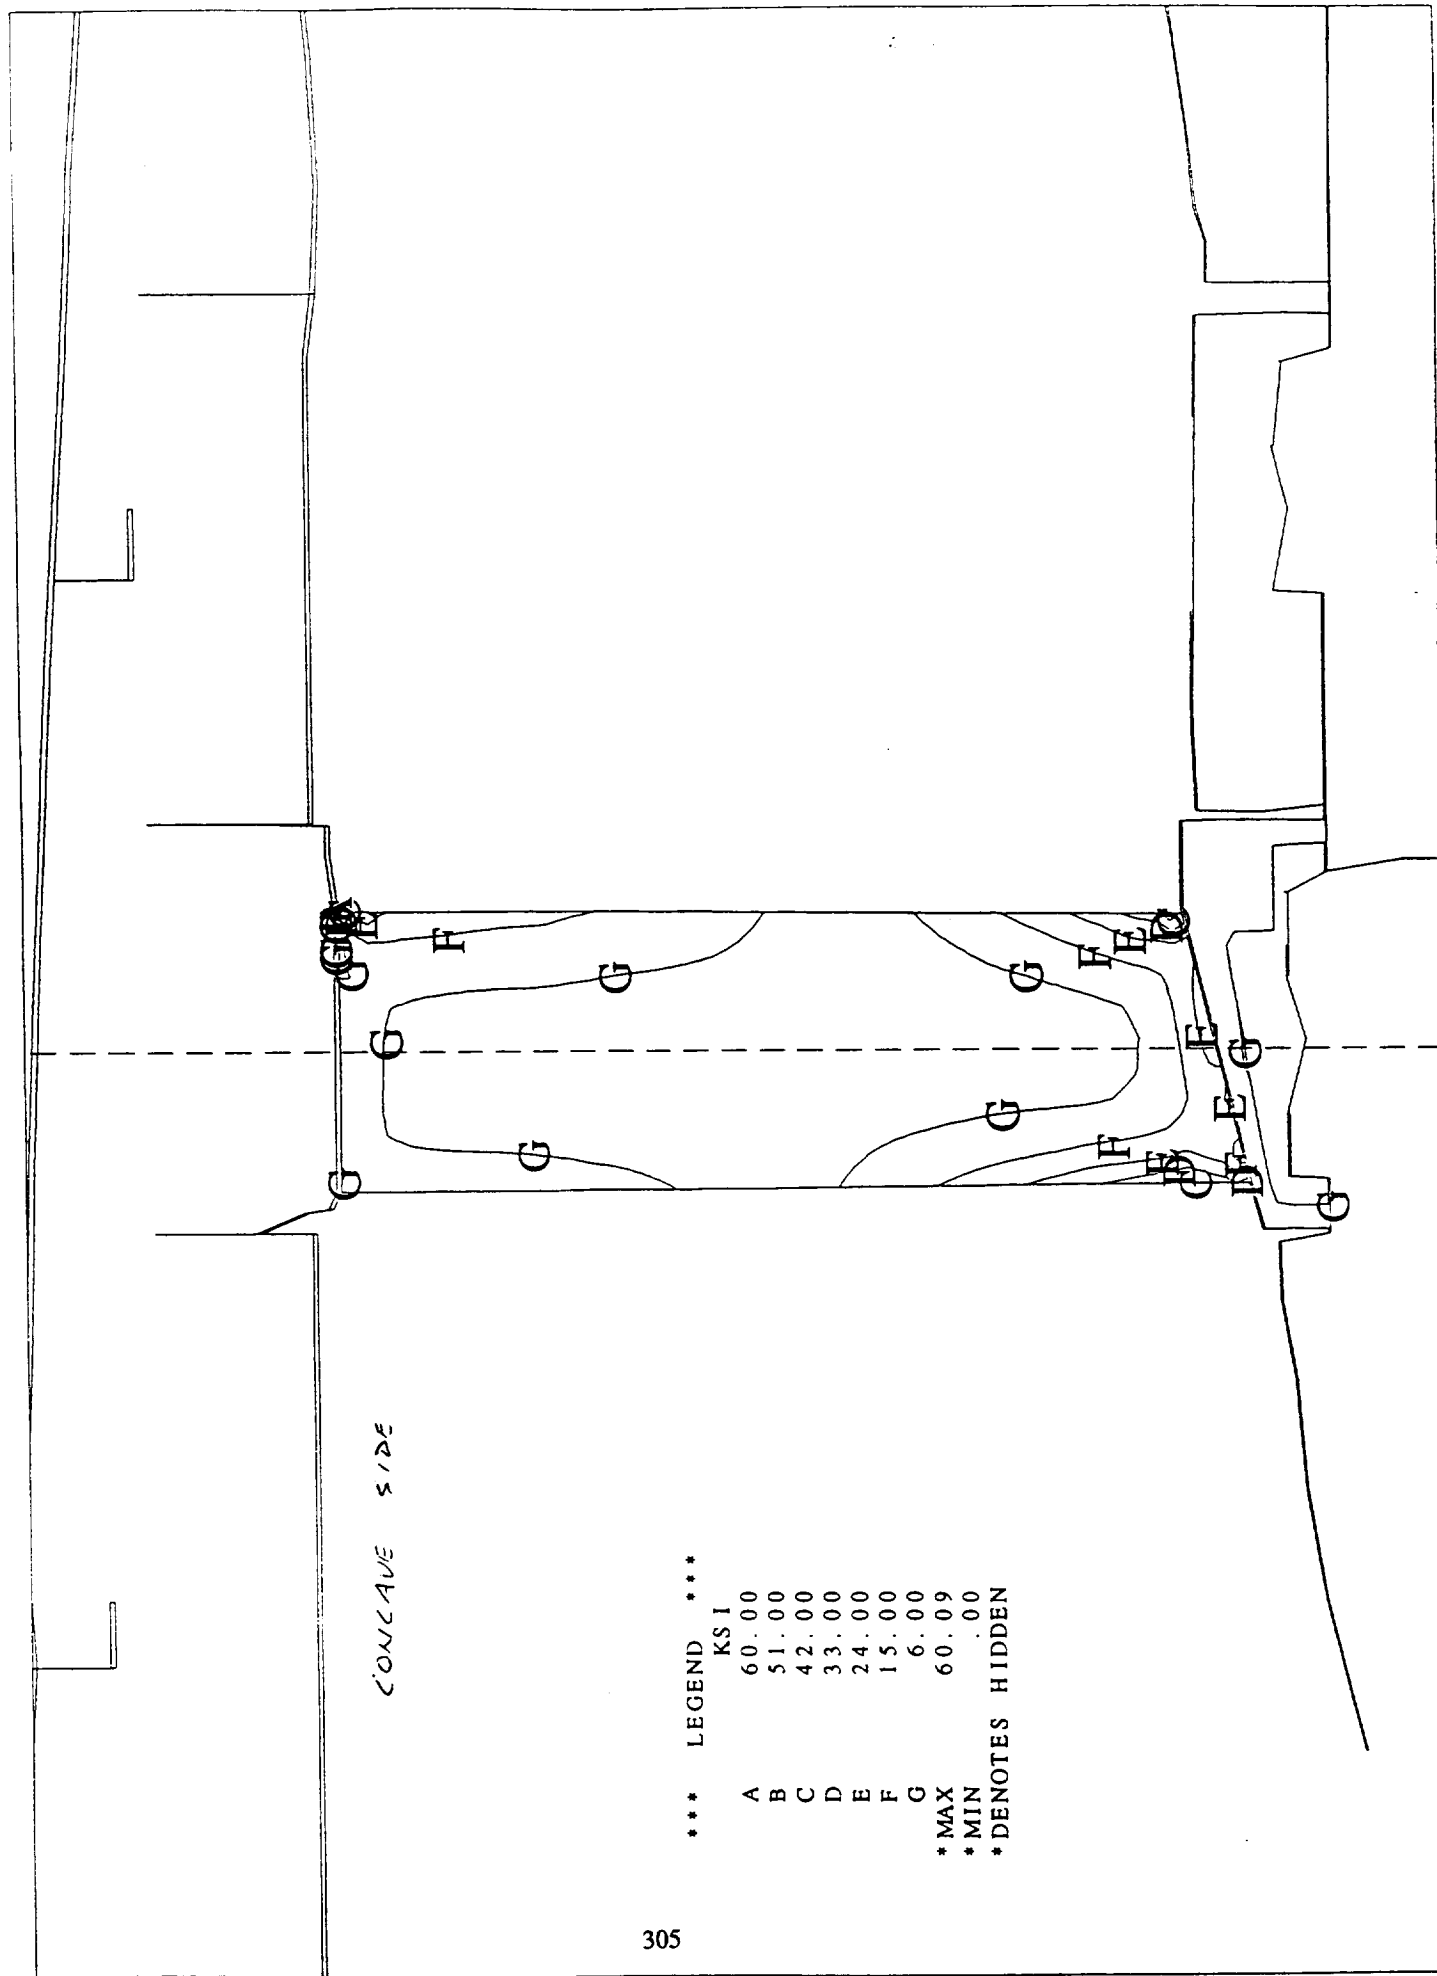 CONCAVE SIDE
*** LEGEND ***
KSI
A 60.00
B 51.00
C 42.00
D 33.00
E 24.00
F 15.00
G 6.00
*MAX 60.09
*MIN .00
*DENOTES HIDDEN
A
E
F
G
G
G
G
G
G
G
F
E
F
E
E
G
F
D
G
305